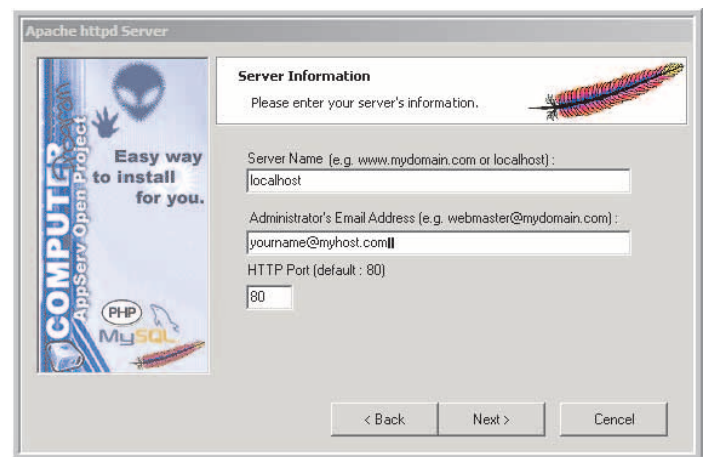 Apache httpd Server
Server Information
Please enter your server's information.
COMPUTER
AppServ Open Project
Easy way
to install
for you.
PHP
MySQL
Server Name (e.g. www.mydomain.com or localhost) :
localhost
Administrator's Email Address (e.g. webmaster@mydomain.com) :
yourname@myhost.com
HTTP Port (default : 80)
80
< Back
Next >
Cencel